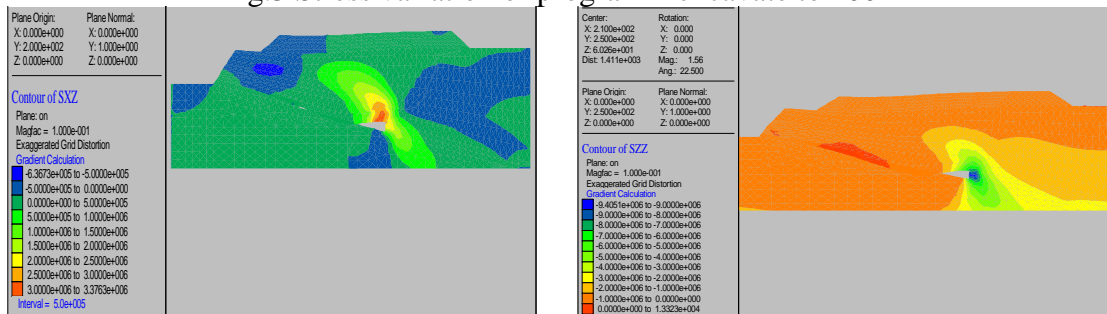 Stress variation of program
Plane Origin: Plane Normal:
X: 0.000e+000 X: 0.000e+000
Y: 2.000e+002 Y: 1.000e+000
Z: 0.000e+000 Z: 0.000e+000
Contour of SXZ
Plane: on
Magfac = 1.000e-001
Exaggerated Grid Distortion
Gradient Calculation
-6.3673e+005 to -5.0000e+005
-5.0000e+005 to 0.0000e+000
0.0000e+000 to 5.0000e+005
5.0000e+005 to 1.0000e+006
1.0000e+006 to 1.5000e+006
1.5000e+006 to 2.0000e+006
2.0000e+006 to 2.5000e+006
2.5000e+006 to 3.0000e+006
3.0000e+006 to 3.3763e+006
Interval = 5.0e+005
Center: Rotation:
X: 2.100e+002 X: 0.000
Y: 2.500e+002 Y: 0.000
Z: 6.026e+001 Z: 0.000
Dist: 1.411e+003 Mag.: 1.56
Ang.: 22.500
Plane Origin: Plane Normal:
X: 0.000e+000 X: 0.000e+000
Y: 2.500e+002 Y: 1.000e+000
Z: 0.000e+000 Z: 0.000e+000
Contour of SZZ
Plane: on
Magfac = 1.000e-001
Exaggerated Grid Distortion
Gradient Calculation
-9.4051e+006 to -9.0000e+006
-9.0000e+006 to -8.0000e+006
-8.0000e+006 to -7.0000e+006
-7.0000e+006 to -6.0000e+006
-6.0000e+006 to -5.0000e+006
-5.0000e+006 to -4.0000e+006
-4.0000e+006 to -3.0000e+006
-3.0000e+006 to -2.0000e+006
-2.0000e+006 to -1.0000e+006
-1.0000e+006 to 0.0000e+000
0.0000e+000 to 1.3323e+004